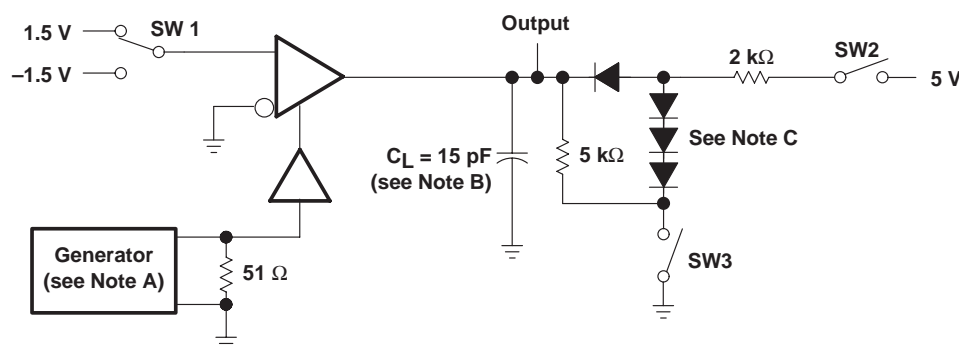 Output
1.5 V
SW 1
–1.5 V
2 kΩ
SW2
5 V
See Note C
CL = 15 pF
(see Note B)
5 kΩ
Generator
(see Note A)
51 Ω
SW3